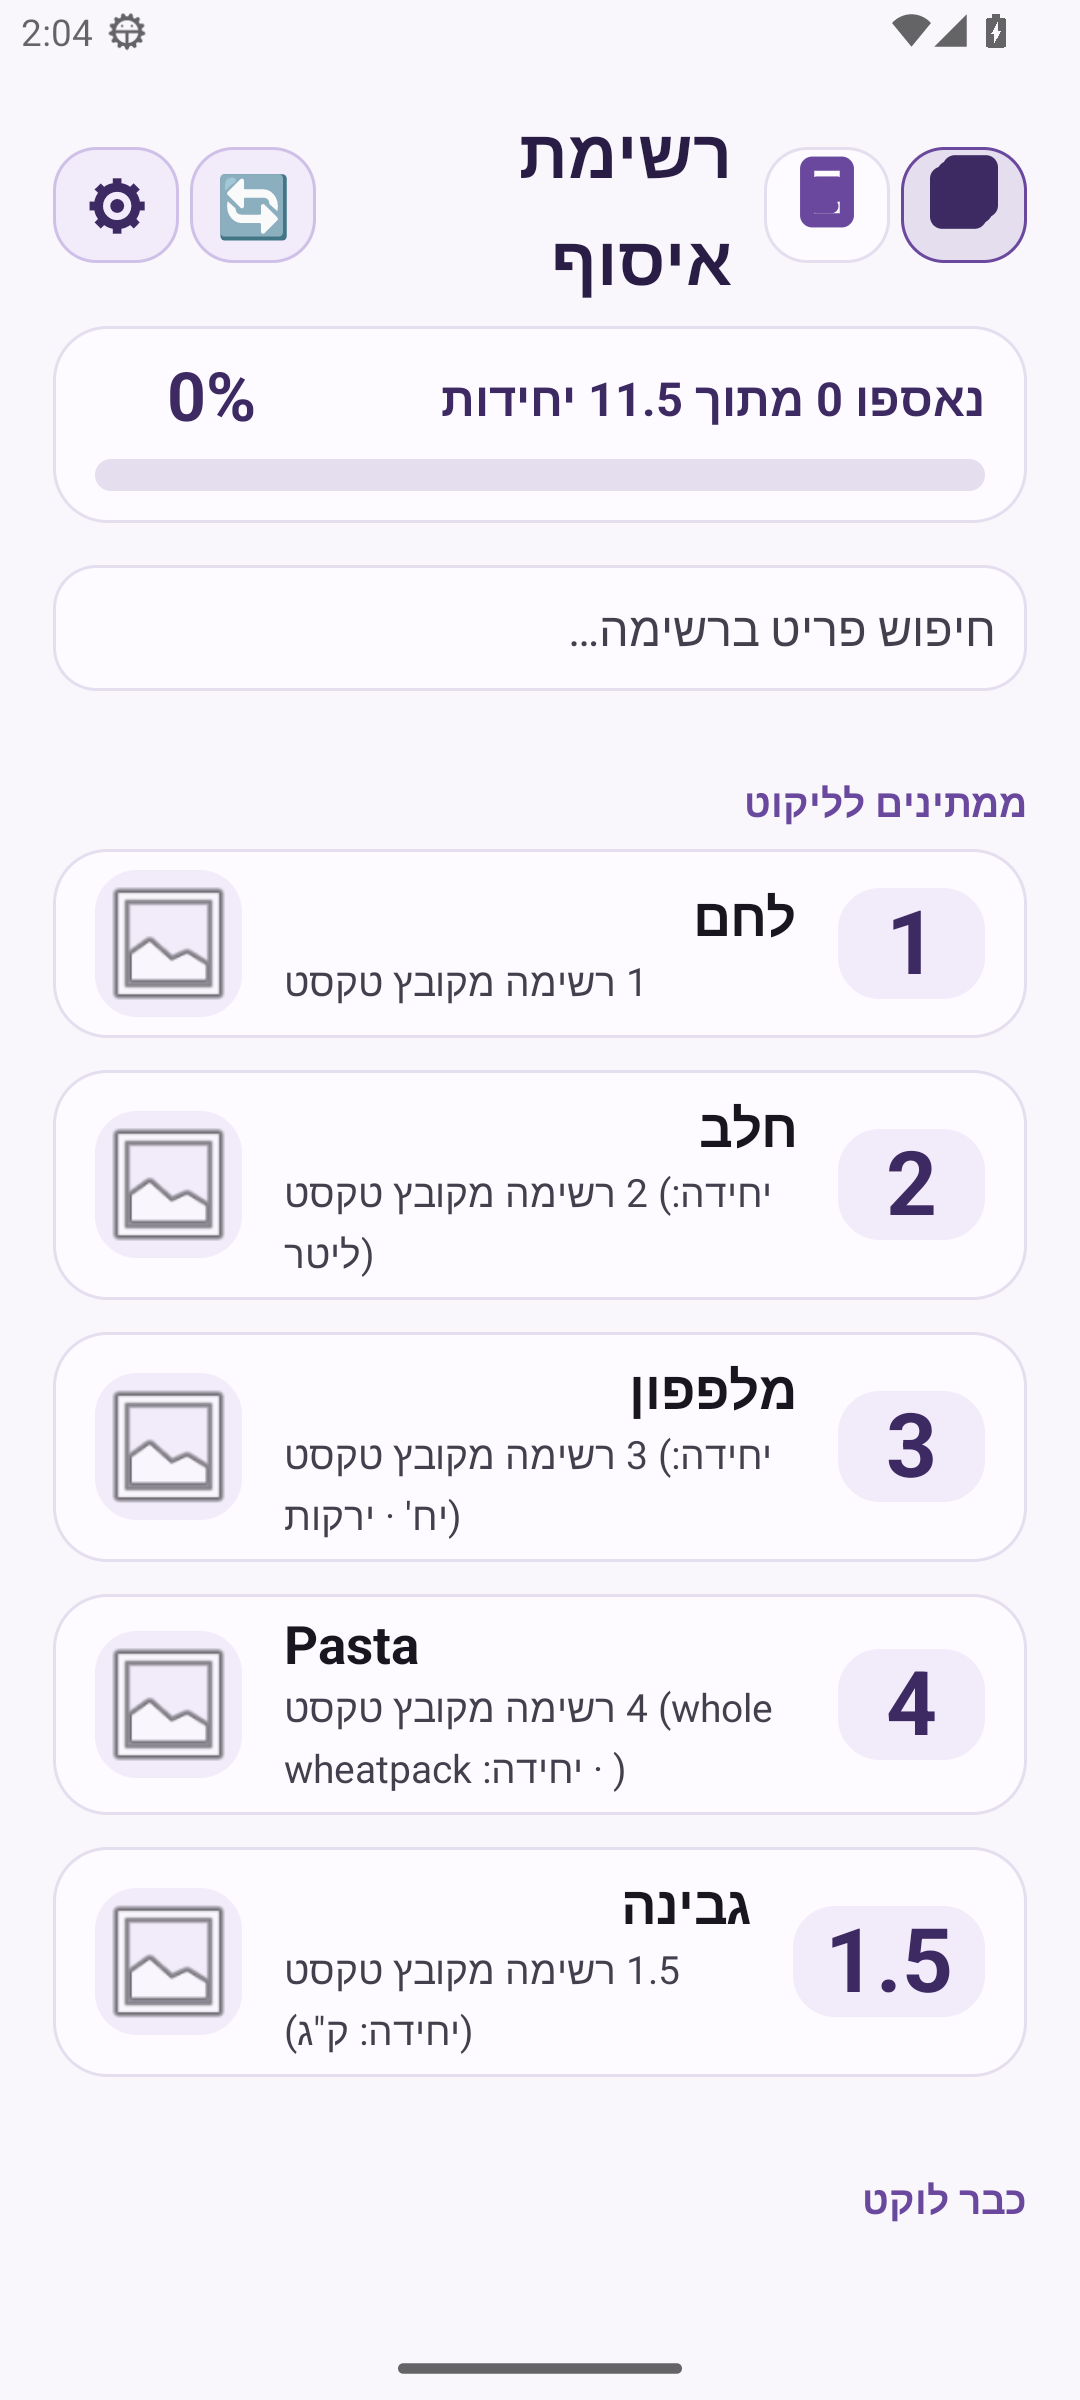 2:04
רשימת
איסוף
נאספו 0 מתוך 11.5 יחידות
0%
חיפוש פריט ברשימה...
ממתינים לליקוט
1
לחם
1 רשימה מקובץ טקסט
2
חלב
רשימה מקובץ טקסט 2 (יחידה:
ליטר)
3
מלפפון
רשימה מקובץ טקסט 3 (יחידה:
יח' · ירקות)
4
Pasta
רשימה מקובץ טקסט 4 (whole
wheatpack יחידה: · )
1.5
גבינה
1.5 רשימה מקובץ טקסט
(יחידה: ק"ג)
כבר לוקט